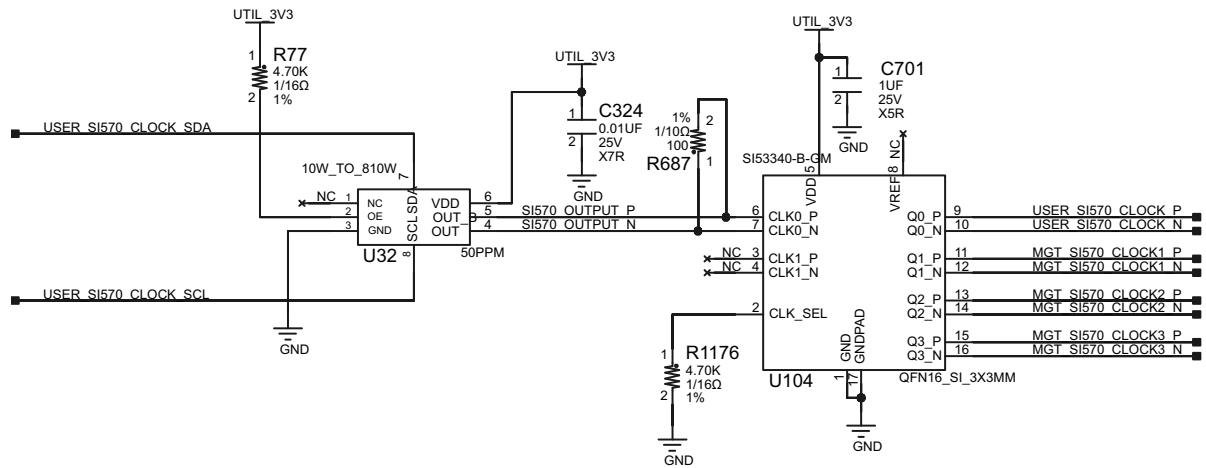 UTIL_3V3
1
R77
4.70K
1/16Ω
1%
2
USER_SI570_CLOCK_SDA
10W_TO_810W
7
SDA
NC
1
NC
2
OE
3
GND
SCL
VDD
6
OUT_B
5
OUT
4
8
U32
50PPM
USER_SI570_CLOCK_SCL
GND
UTIL_3V3
1
2
C324
0.01UF
25V
X7R
GND
SI570_OUTPUT_P
SI570_OUTPUT_N
1%
1/10Ω
100
2
1
R687
UTIL_3V3
1
2
C701
1UF
25V
X5R
GND
SI53340-B-GM
5
VDD
8
NC
VREF
6
CLK0_P
7
CLK0_N
NC
3
CLK1_P
NC
4
CLK1_N
2
CLK_SEL
GND
GNDPAD
1
17
Q0_P
9
USER_SI570_CLOCK_P
Q0_N
10
USER_SI570_CLOCK_N
Q1_P
11
MGT_SI570_CLOCK1_P
Q1_N
12
MGT_SI570_CLOCK1_N
Q2_P
13
MGT_SI570_CLOCK2_P
Q2_N
14
MGT_SI570_CLOCK2_N
Q3_P
15
MGT_SI570_CLOCK3_P
Q3_N
16
MGT_SI570_CLOCK3_N
U104
QFN16_SI_3X3MM
1
R1176
4.70K
1/16Ω
1%
2
GND
GND